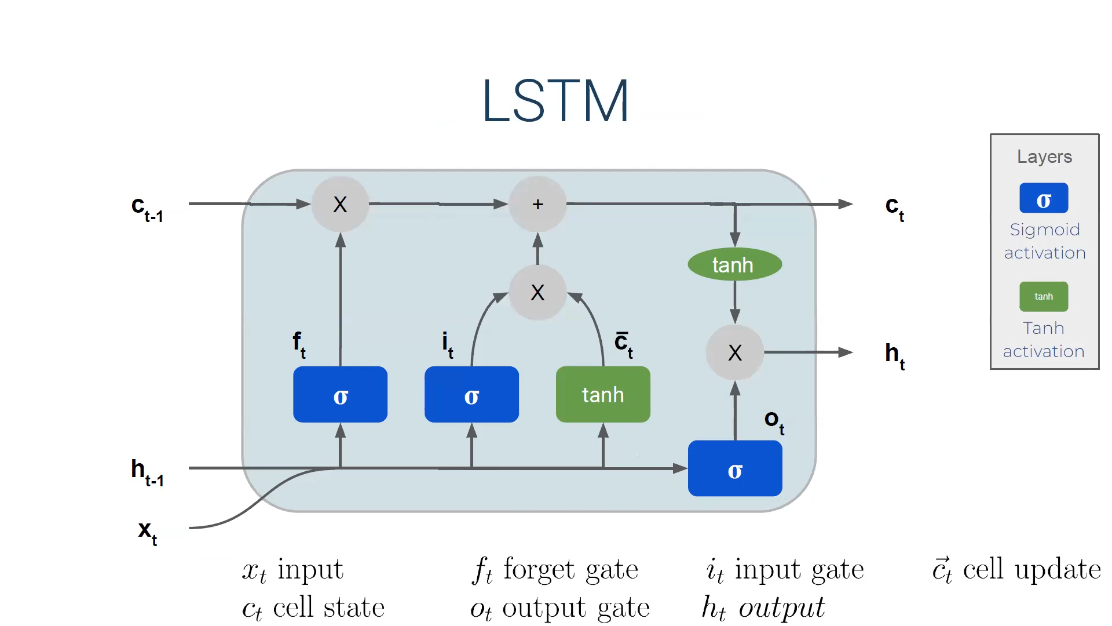 LSTM
Layers
σ
Sigmoid
activation
tanh
Tanh
activation
c_{t-1}
X
+
c_t
tanh
X
f_t
i_t
c̄_t
X
h_t
σ
σ
tanh
o_t
h_{t-1}
σ
x_t
x_t input
f_t forget gate
i_t input gate
c⃗_t cell update
c_t cell state
o_t output gate
h_t output